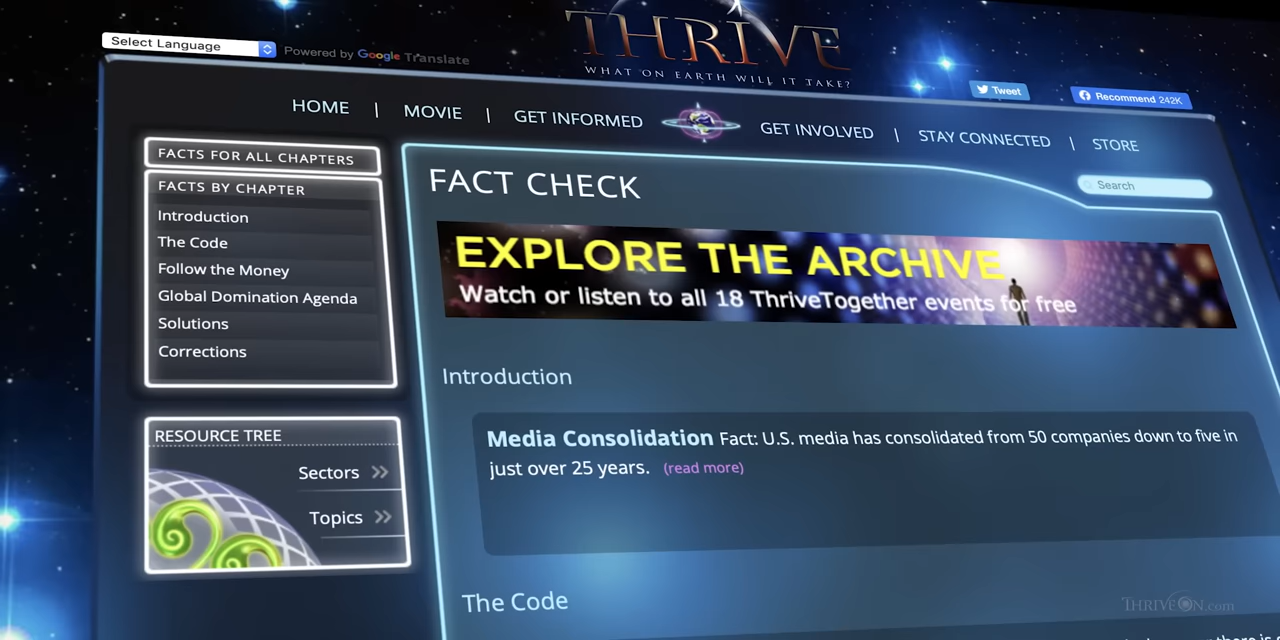 Select Language
Powered by Google Translate
THRIVE
WHAT ON EARTH WILL IT TAKE?
Tweet
Recommend 242K
HOME | MOVIE | GET INFORMED GET INVOLVED | STAY CONNECTED | STORE
Search
FACTS FOR ALL CHAPTERS
FACTS BY CHAPTER
Introduction
The Code
Follow the Money
Global Domination Agenda
Solutions
Corrections
RESOURCE TREE
Sectors »
Topics »
FACT CHECK
EXPLORE THE ARCHIVE
Watch or listen to all 18 ThriveTogether events for free
Introduction
Media Consolidation Fact: U.S. media has consolidated from 50 companies down to five in
just over 25 years. (read more)
The Code
THRIVEON.com